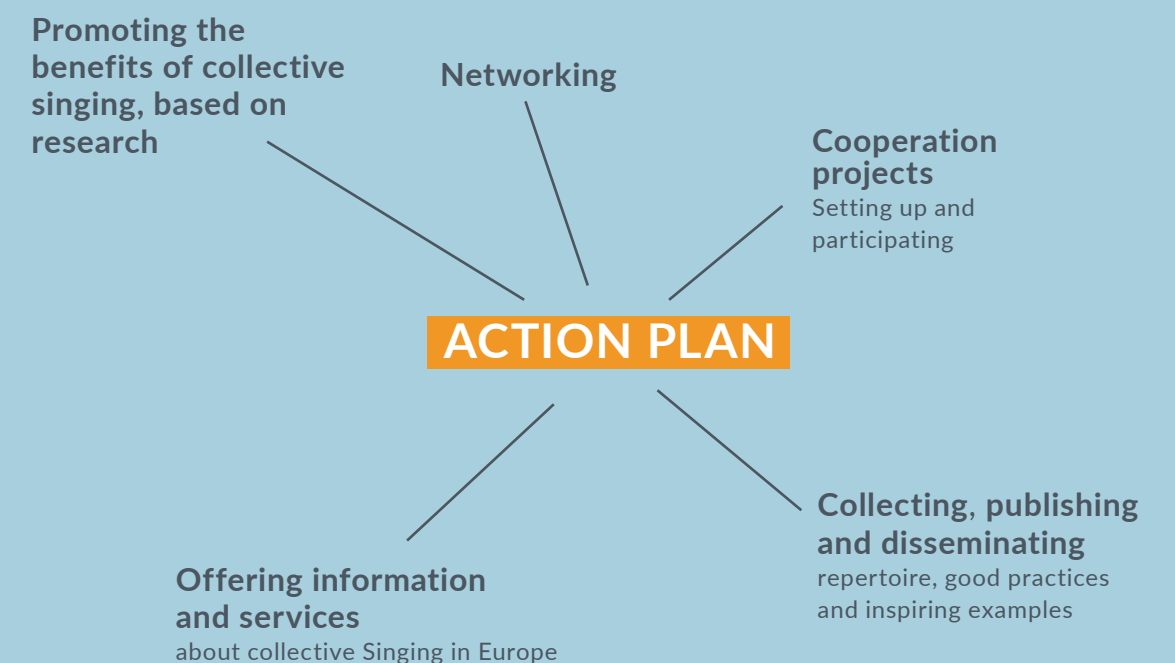 Promoting the
benefits of collective
singing, based on
research
Networking
Cooperation
projects
Setting up and
participating
ACTION PLAN
Offering information
and services
about collective Singing in Europe
Collecting, publishing
and disseminating
repertoire, good practices
and inspiring examples